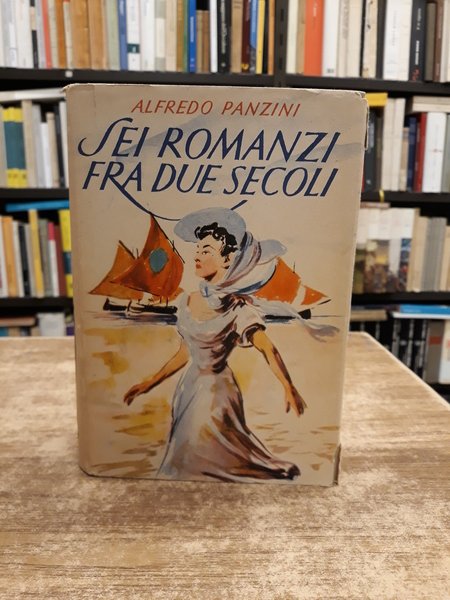 ALFREDO PANZINI
SEI ROMANZI
FRA DUE SECOLI